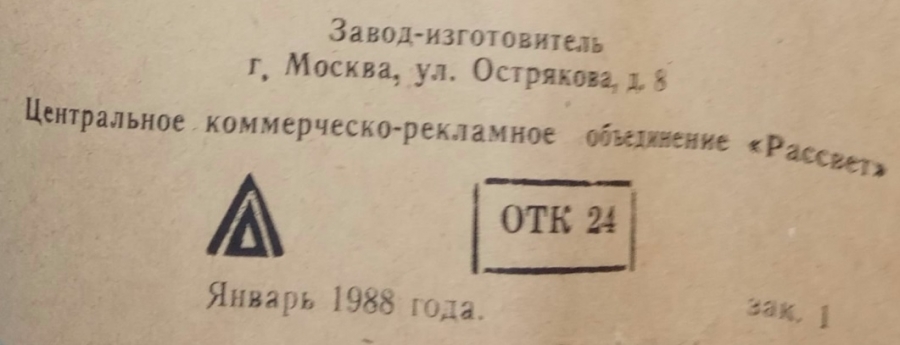 Завод-изготовитель
г. Москва, ул. Острякова, д. 8
Центральное коммерческо-рекламное объединение «Рассвет»
ОТК 24
Январь 1988 года.
зак. 1